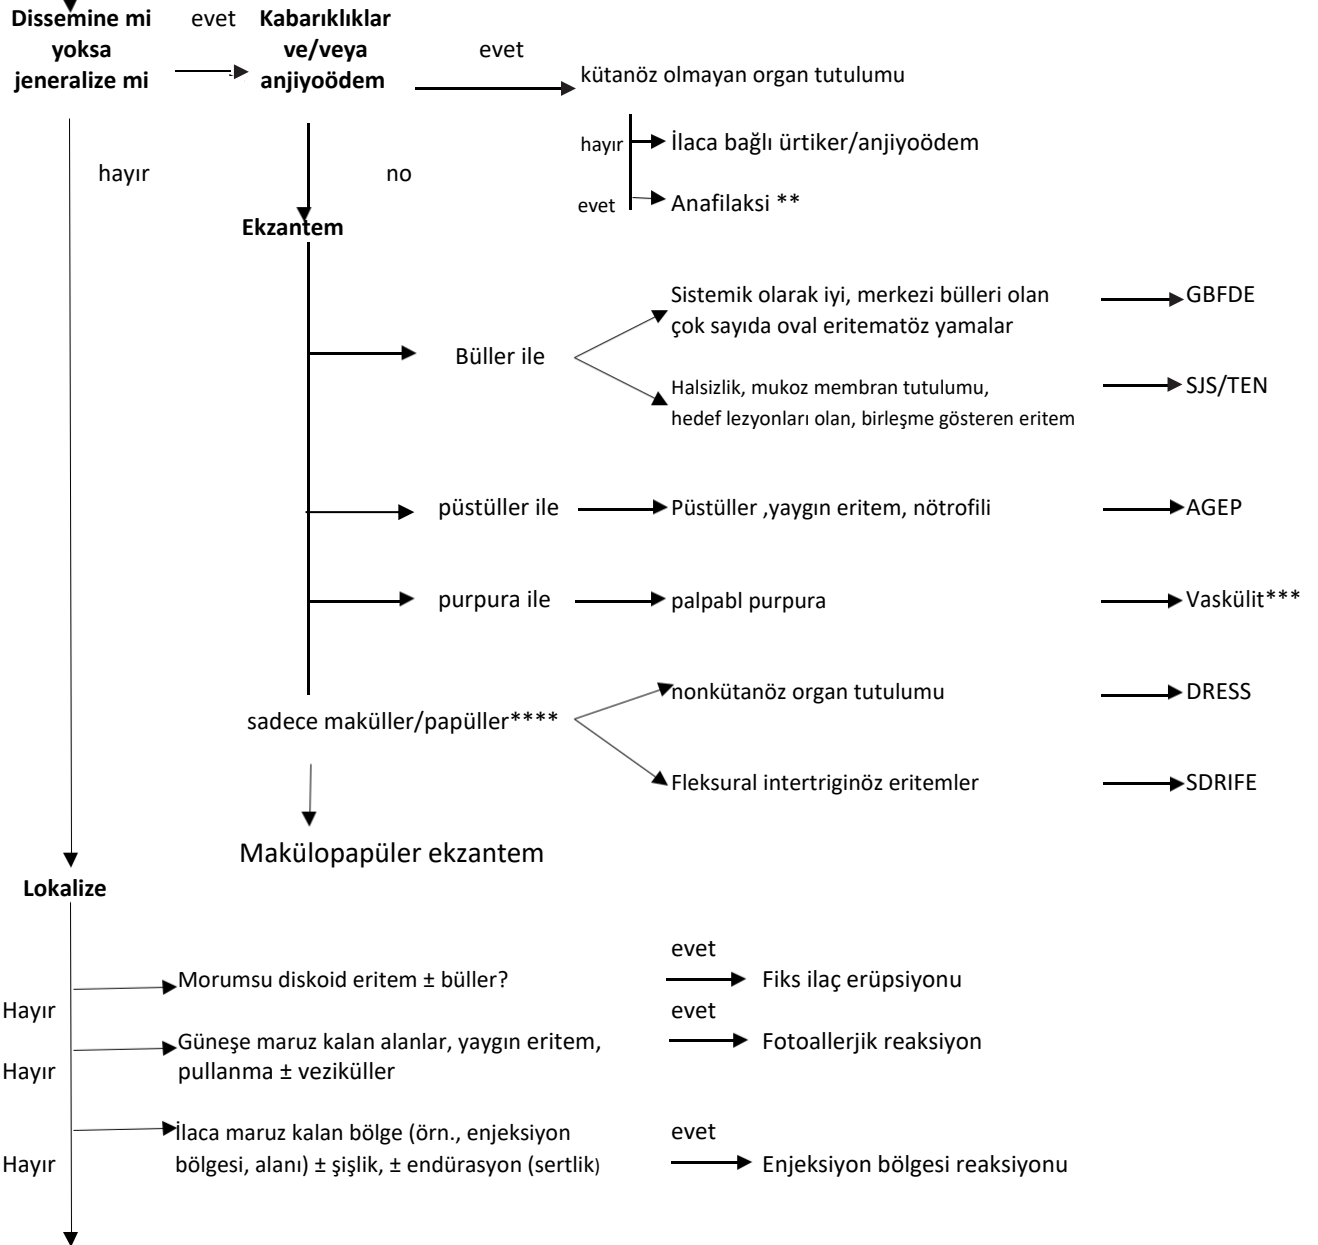 Dissemine mi
yoksa
jeneralize mi
evet
Kabarıklıklar
ve/veya
anjiyoödem
evet
kütanöz olmayan organ tutulumu
hayır
İlaca bağlı ürtiker/anjiyoödem
evet
Anafilaksi **
hayır
no
Ekzantem
Büller ile
Sistemik olarak iyi, merkezi bülleri olan
çok sayıda oval eritematöz yamalar
GBFDE
Halsizlik, mukoz membran tutulumu,
hedef lezyonları olan, birleşme gösteren eritem
SJS/TEN
püstüller ile
Püstüller ,yaygın eritem, nötrofili
AGEP
purpura ile
palpabl purpura
Vaskülit***
sadece maküller/papüller****
nonkütanöz organ tutulumu
DRESS
Fleksural intertriginöz eritemler
SDRIFE
Makülopapüler ekzantem
Lokalize
Morumsu diskoid eritem ± büller?
evet
Fiks ilaç erüpsiyonu
Hayır
Güneşe maruz kalan alanlar, yaygın eritem,
pullanma ± veziküller
evet
Fotoallerjik reaksiyon
Hayır
İlaca maruz kalan bölge (örn., enjeksiyon
bölgesi, alanı) ± şişlik, ± endürasyon (sertlik)
evet
Enjeksiyon bölgesi reaksiyonu
Hayır